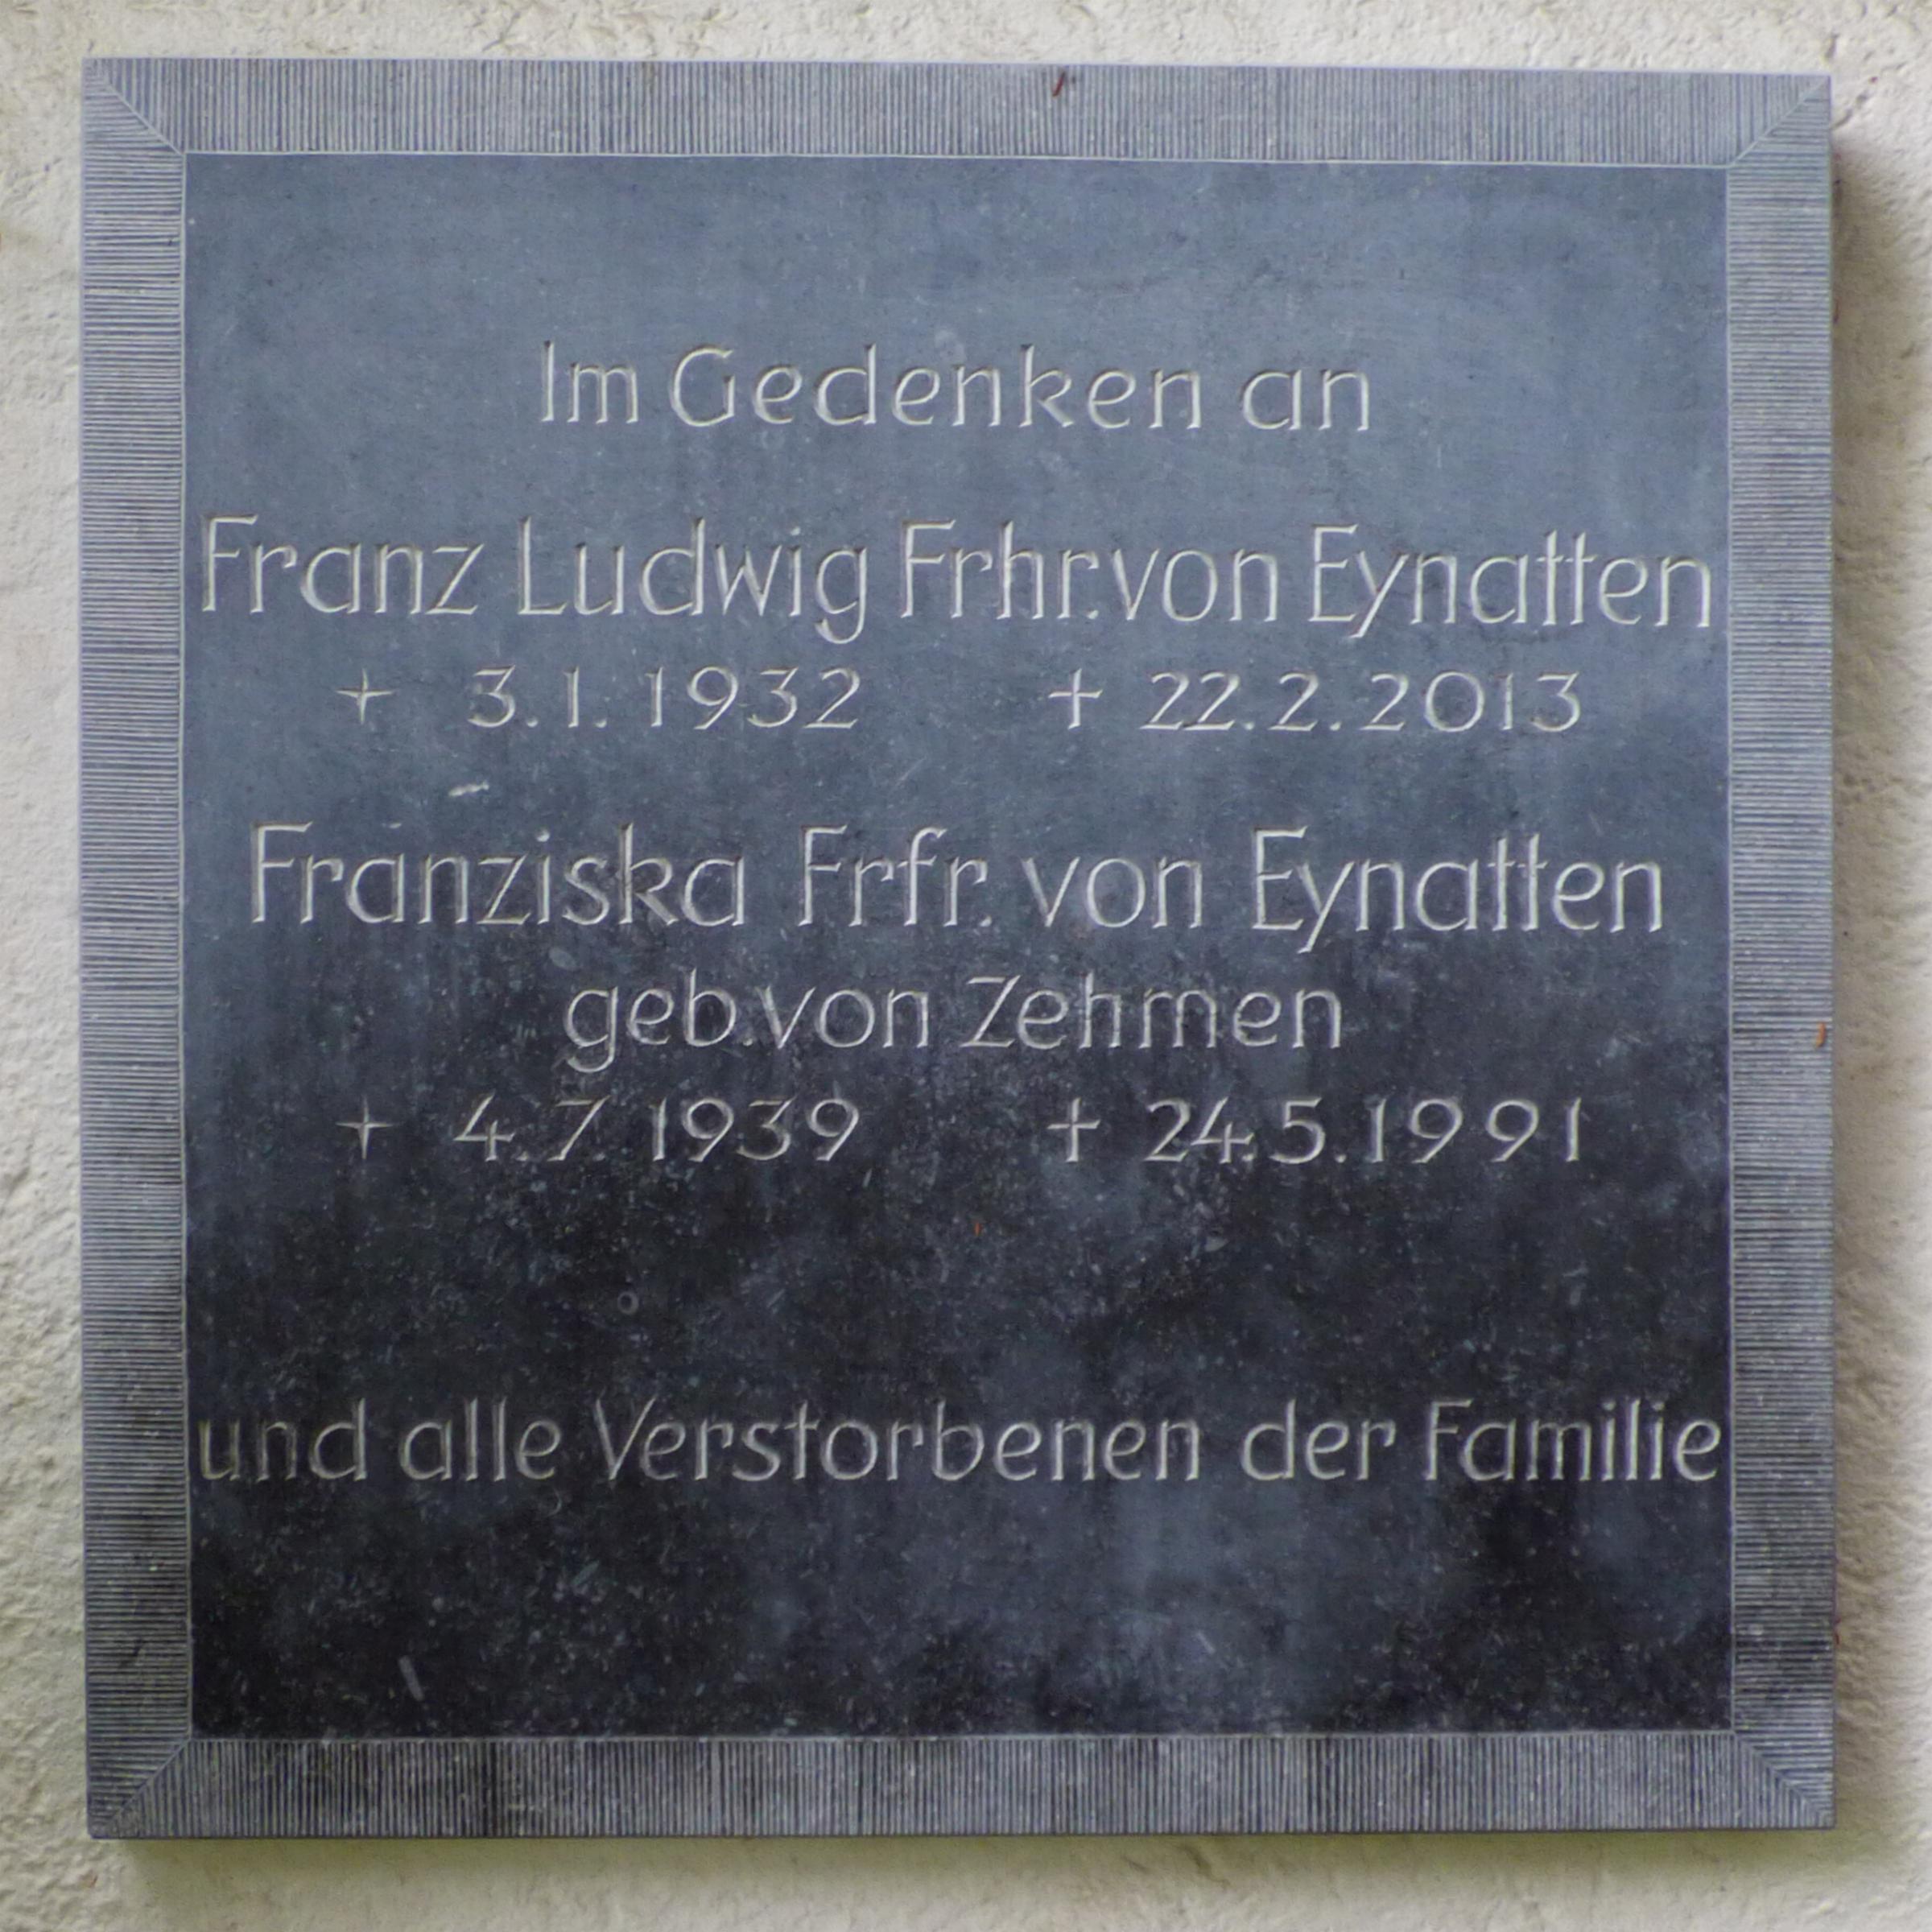 Im Gedenken an
Franz Ludwig Frhr. von Eynatten
+ 3.1.1932 † 22.2.2013
Franziska Frfr. von Eynatten
geb. von Zehmen
+ 4.7.1939 † 24.5.1991
und alle Verstorbenen der Familie